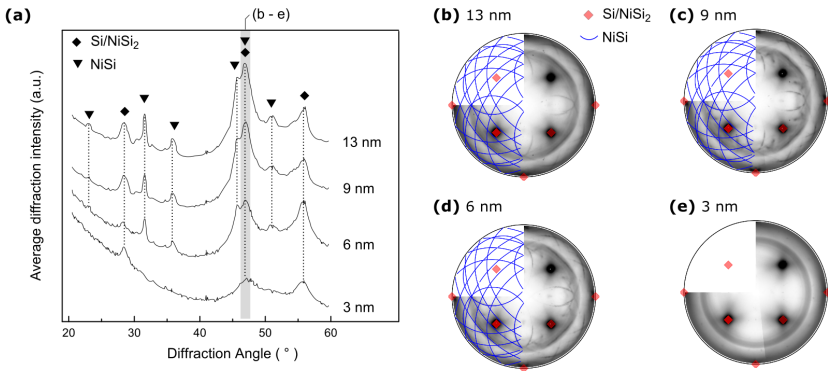 (a)
(b - e)
Si/NiSi₂
NiSi
13 nm
9 nm
6 nm
3 nm
Average diffraction intensity (a.u.)
20 30 40 50 60
Diffraction Angle ( ° )
(b) 13 nm
Si/NiSi₂
NiSi
(c) 9 nm
(d) 6 nm
(e) 3 nm